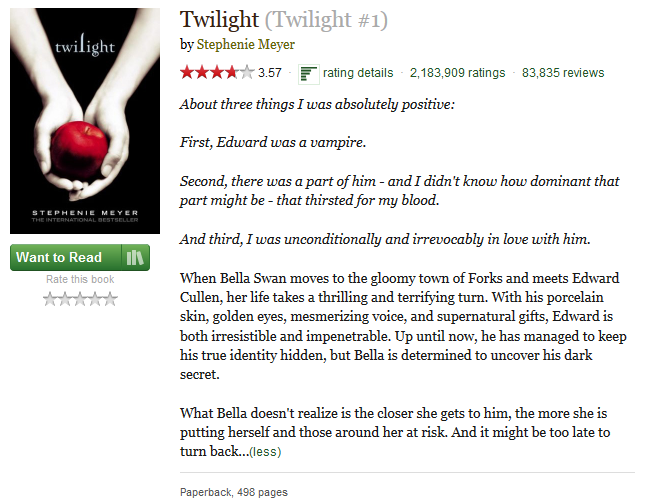 twilight
STEPHENIE MEYER
THE INTERNATIONAL BESTSELLER
Want to Read
Rate this book
Twilight (Twilight #1)
by Stephenie Meyer
3.57 · rating details · 2,183,909 ratings · 83,835 reviews
About three things I was absolutely positive:
First, Edward was a vampire.
Second, there was a part of him - and I didn't know how dominant that
part might be - that thirsted for my blood.
And third, I was unconditionally and irrevocably in love with him.
When Bella Swan moves to the gloomy town of Forks and meets Edward
Cullen, her life takes a thrilling and terrifying turn. With his porcelain
skin, golden eyes, mesmerizing voice, and supernatural gifts, Edward is
both irresistible and impenetrable. Up until now, he has managed to keep
his true identity hidden, but Bella is determined to uncover his dark
secret.
What Bella doesn't realize is the closer she gets to him, the more she is
putting herself and those around her at risk. And it might be too late to
turn back...(less)
Paperback, 498 pages